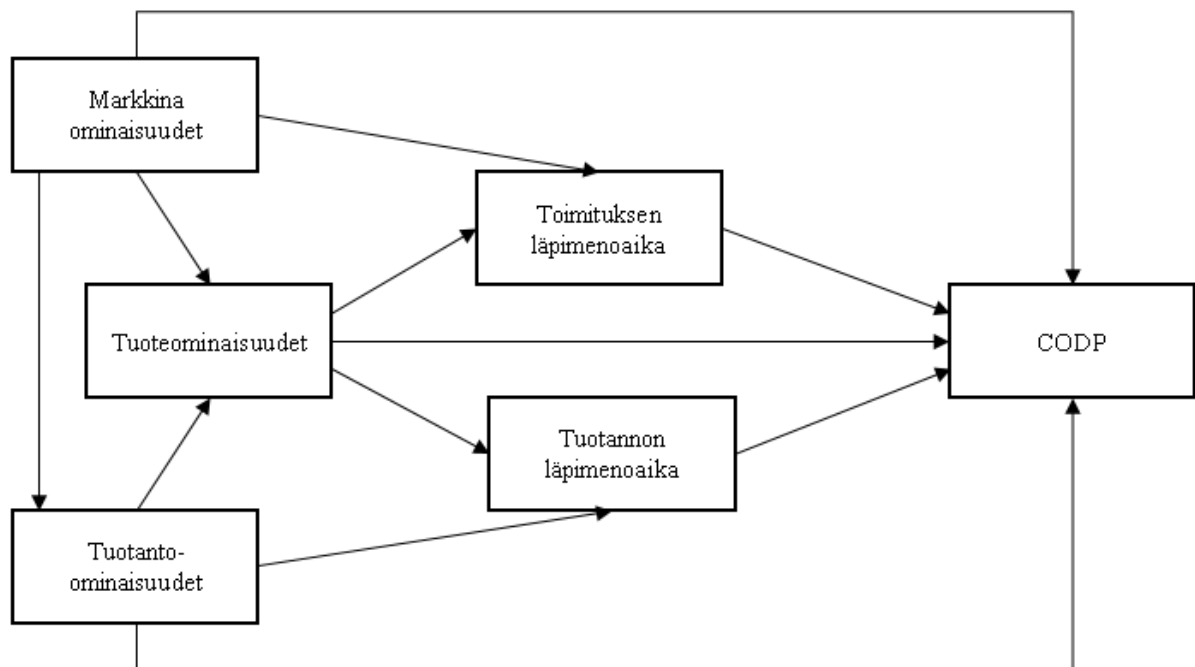 Markkina
ominaisuudet
Toimituksen
läpimenoaika
Tuoteominaisuudet
CODP
Tuotannon
läpimenoaika
Tuotanto-
ominaisuudet